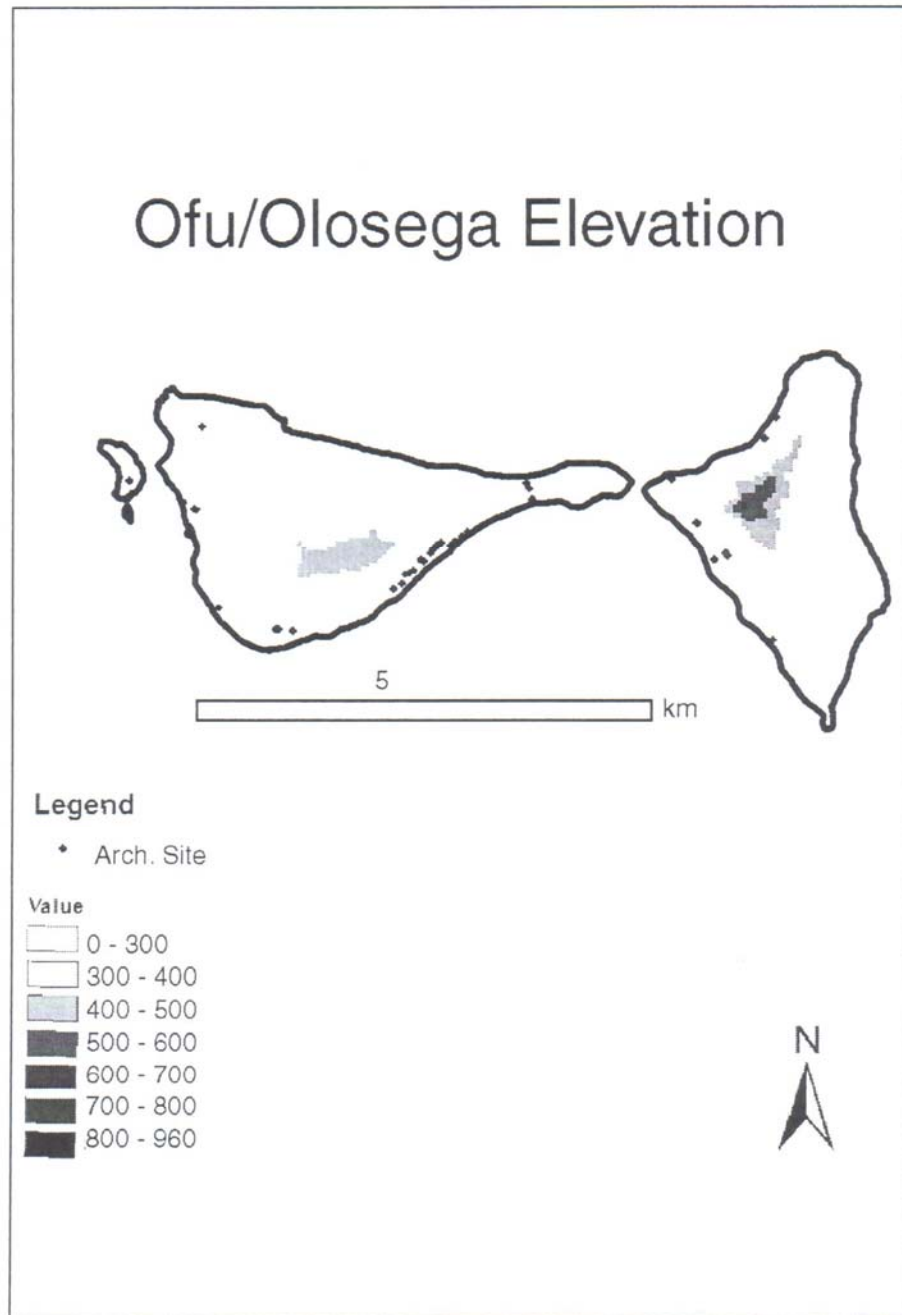 Ofu/Olosega Elevation
5
km
Legend
Arch. Site
Value
0 - 300
300 - 400
400 - 500
500 - 600
600 - 700
700 - 800
800 - 960
N